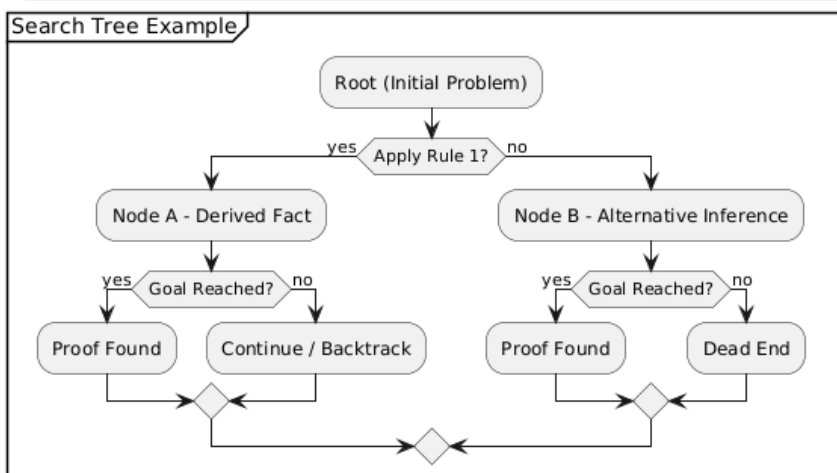 Search Tree Example
Root (Initial Problem)
yes
Apply Rule 1?
no
Node A - Derived Fact
Node B - Alternative Inference
yes
Goal Reached?
no
yes
Goal Reached?
no
Proof Found
Continue / Backtrack
Proof Found
Dead End